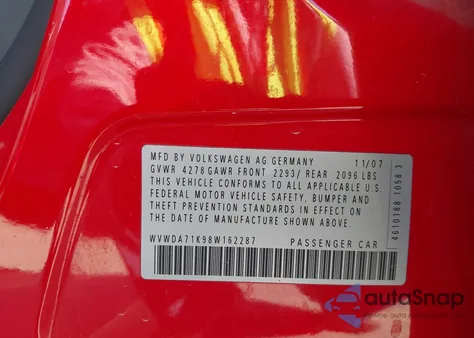 MFD BY VOLKSWAGEN AG GERMANY 11/07
GVWR 4278 GAWR FRONT 2293/ REAR 2096 LBS
THIS VEHICLE CONFORMS TO ALL APPLICABLE U.S.
FEDERAL MOTOR VEHICLE SAFETY, BUMPER AND
THEFT PREVENTION STANDARDS IN EFFECT ON
THE DATE OF MANUFACTURE SHOWN ABOVE.
WVWDA71K98W162287 PASSENGER CAR
4610188 1058 3
autoSnap